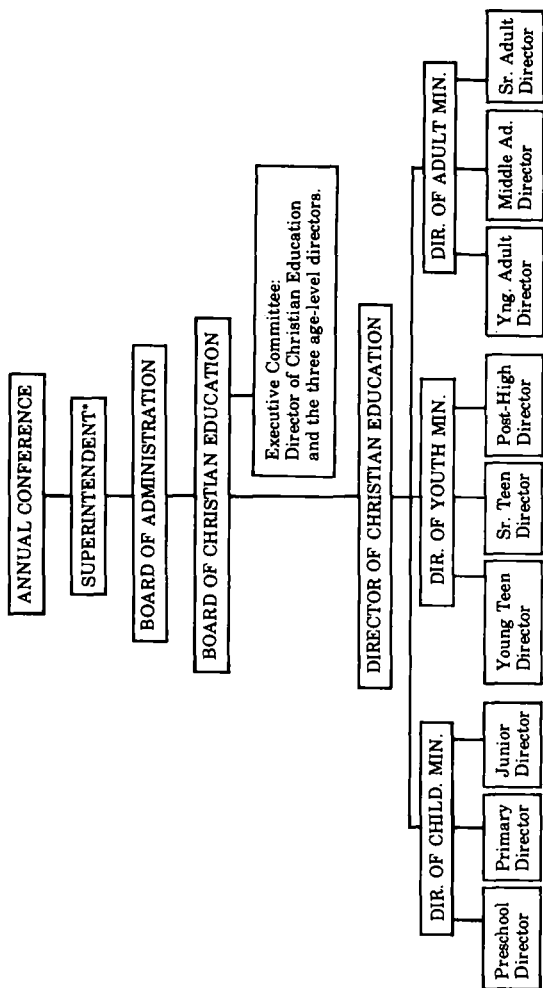 ANNUAL CONFERENCE
SUPERINTENDENT*
BOARD OF ADMINISTRATION
BOARD OF CHRISTIAN EDUCATION
Executive Committee:
Director of Christian Education
and the three age-level directors.
DIRECTOR OF CHRISTIAN EDUCATION
DIR. OF CHILD. MIN.
DIR. OF YOUTH MIN.
DIR. OF ADULT MIN.
Preschool
Director
Primary
Director
Junior
Director
Young Teen
Director
Sr. Teen
Director
Post-High
Director
Yng. Adult
Director
Middle Ad.
Director
Sr. Adult
Director